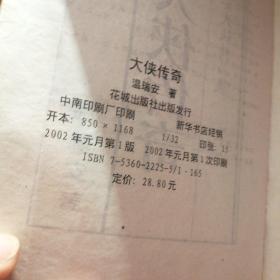 大侠传奇
温瑞安 著
花城出版社出版发行
中南印刷厂印刷 新华书店经销
开本：850×1168 1/32 印张：15
2002年元月第1版 2002年元月第1次印刷
ISBN 7-5360-2225-5/I·165
定价：28.80元